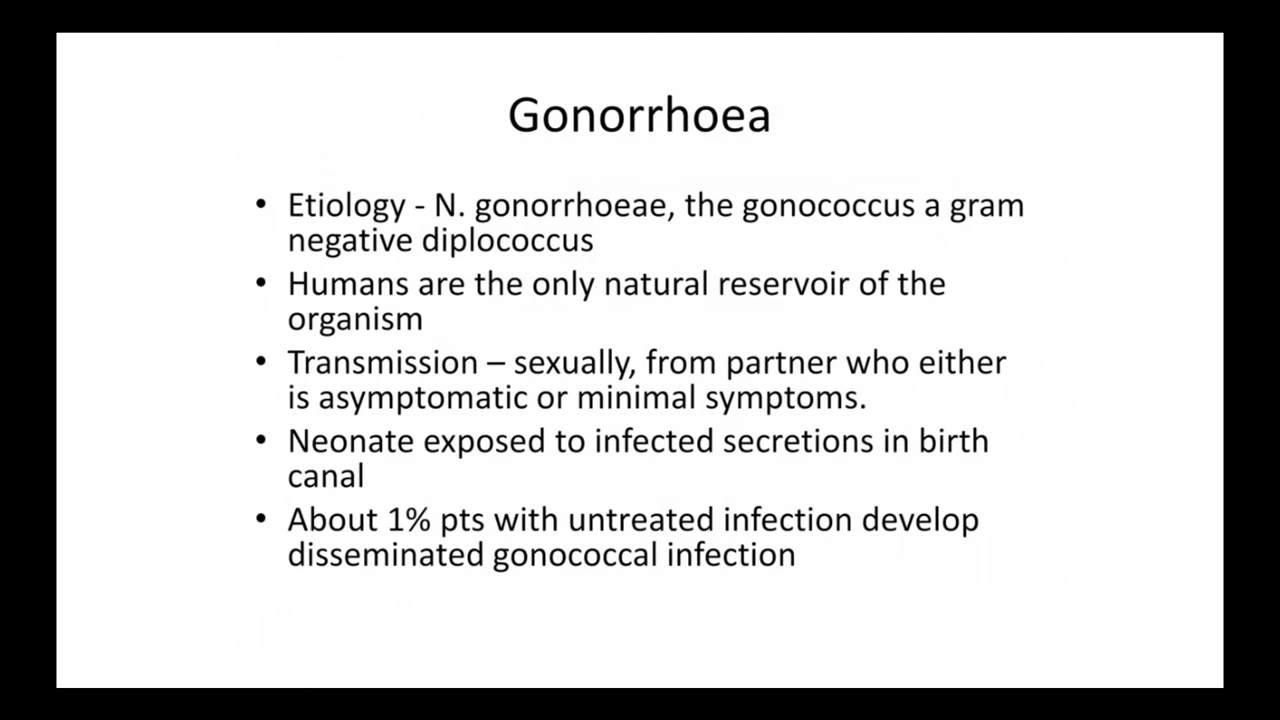 Gonorrhoea
• Etiology - N. gonorrhoeae, the gonococcus a gram
negative diplococcus
• Humans are the only natural reservoir of the
organism
• Transmission – sexually, from partner who either
is asymptomatic or minimal symptoms.
• Neonate exposed to infected secretions in birth
canal
• About 1% pts with untreated infection develop
disseminated gonococcal infection